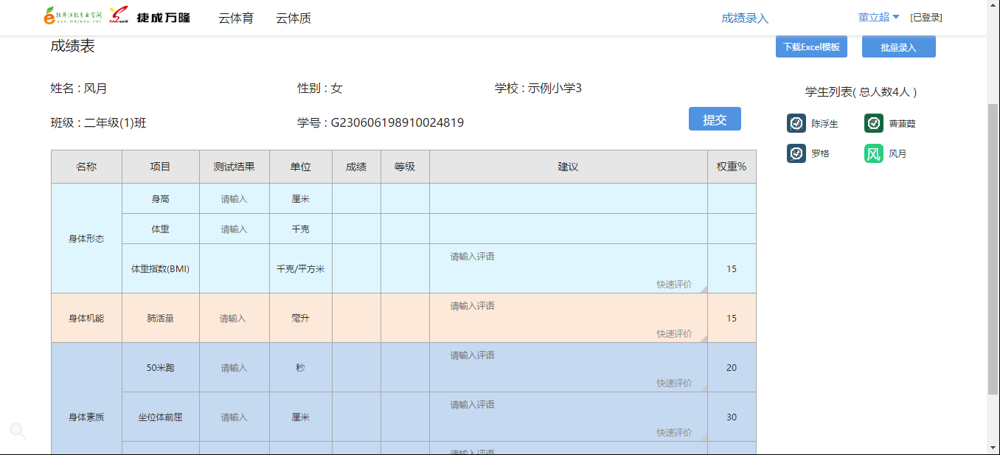 牡丹江教育云空间 捷成万隆 云体育 云体质 成绩录入 董立超 [已登录]
yun.mdjedu.net Future world
成绩表 下载Excel模板 批量录入
姓名 : 风月 性别 : 女 学校 : 示例小学3
学生列表( 总人数4人 )
班级 : 二年级(1)班 学号 : G230606198910024819 提交
陈浮生 曹蒹葭
罗格 风 风月
名称 项目 测试结果 单位 成绩 等级 建议 权重%
身体形态
身高 请输入 厘米
体重 请输入 千克
体重指数(BMI) 千克/平方米 请输入评语 15
快速评价
身体机能 肺活量 请输入 毫升 请输入评语 15
快速评价
身体素质
50米跑 请输入 秒 请输入评语 20
快速评价
坐位体前屈 请输入 厘米 请输入评语 30
快速评价
请输入评语